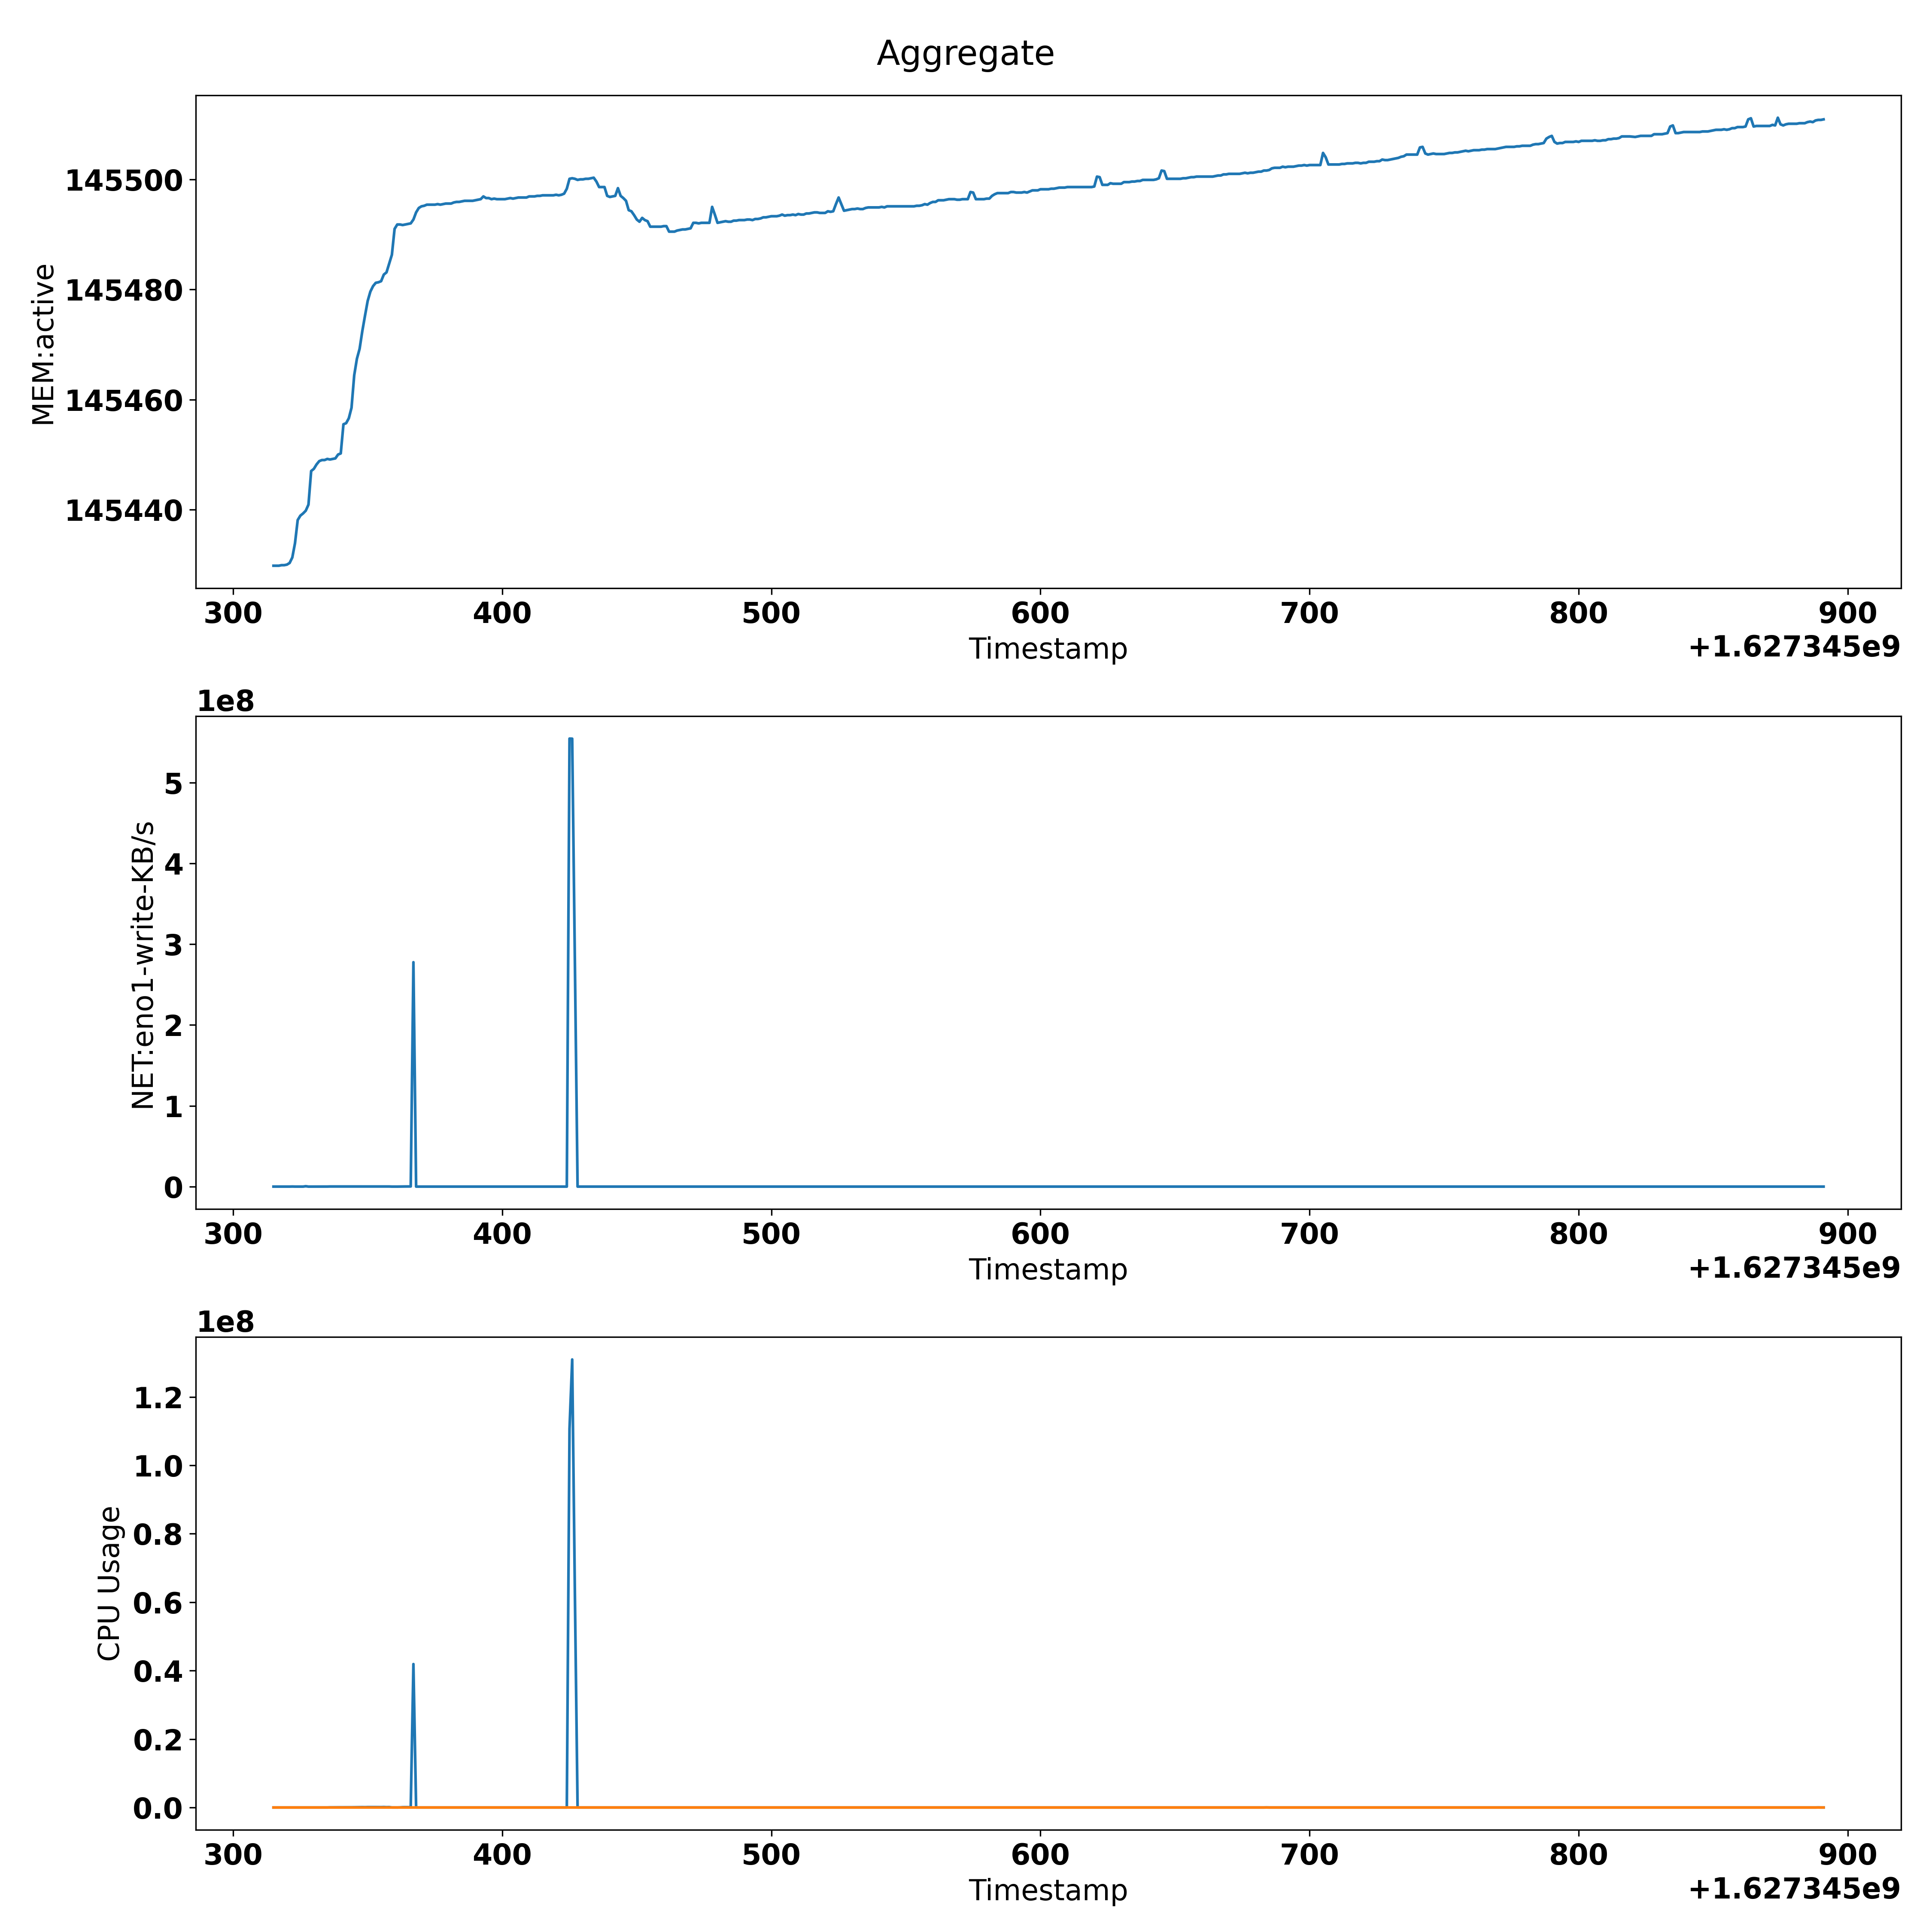 Aggregate
MEM:active
145500
145480
145460
145440
300 400 500 600 700 800 900
Timestamp
+1.627345e9
1e8
NET:eno1-write-KB/s
5
4
3
2
1
0
300 400 500 600 700 800 900
Timestamp
+1.627345e9
1e8
CPU Usage
1.2
1.0
0.8
0.6
0.4
0.2
0.0
300 400 500 600 700 800 900
Timestamp
+1.627345e9